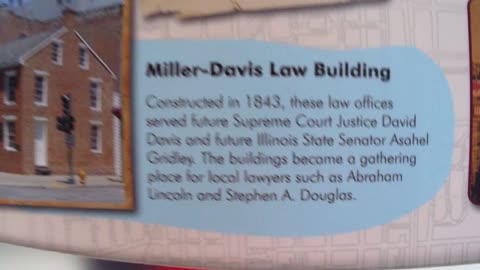 Miller-Davis Law Building
Constructed in 1843, these law offices
served future Supreme Court Justice David
Davis and future Illinois State Senator Asahel
Gridley. The buildings became a gathering
place for local lawyers such as Abraham
Lincoln and Stephen A. Douglas.